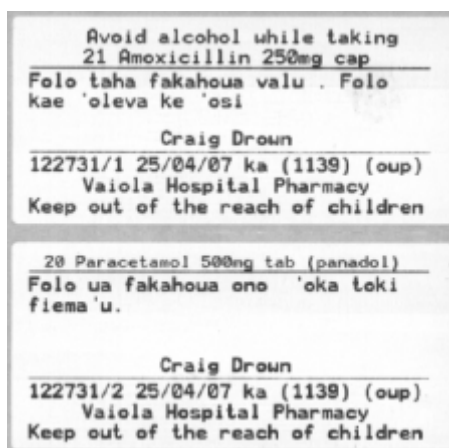 Avoid alcohol while taking
21 Amoxicillin 250mg cap
Folo taha fakahoua valu . Folo
kae 'oleva ke 'osi
Craig Drown
122731/1 25/04/07 ka (1139) (oup)
Vaiola Hospital Pharmacy
Keep out of the reach of children
20 Paracetamol 500mg tab (panadol)
Folo ua fakahoua ono 'oka toki
fiema'u.
Craig Drown
122731/2 25/04/07 ka (1139) (oup)
Vaiola Hospital Pharmacy
Keep out of the reach of children